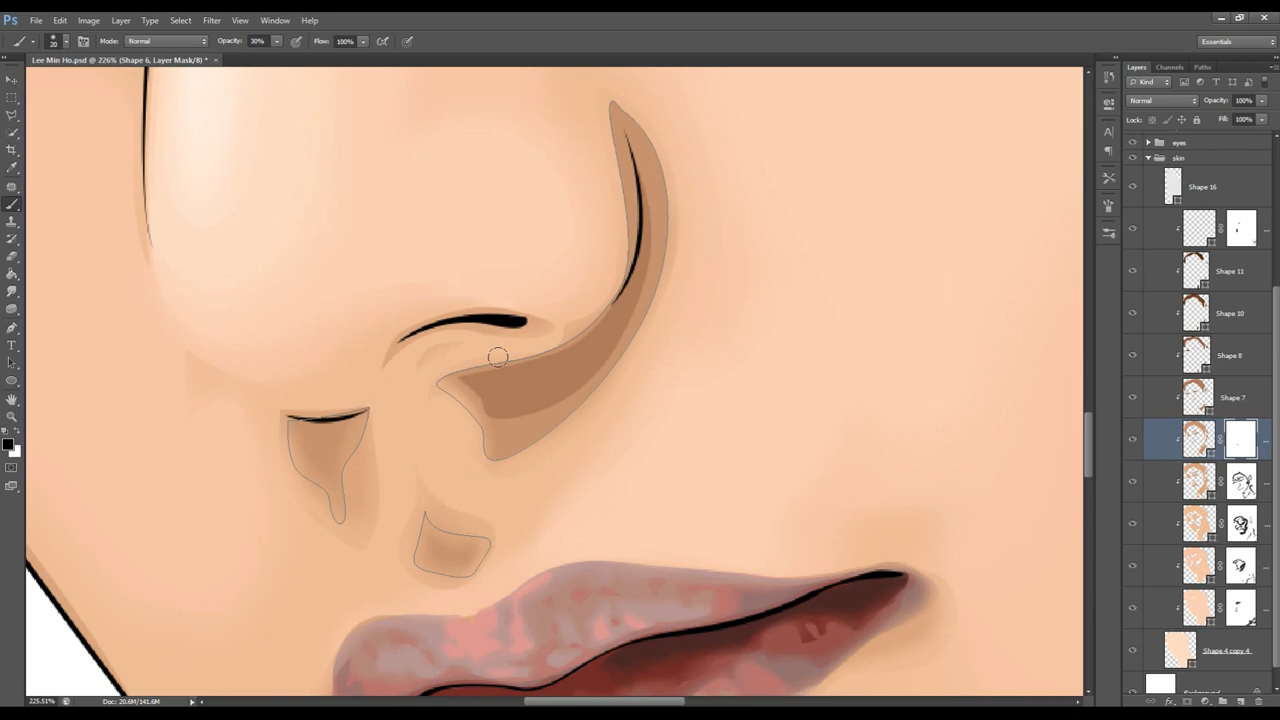 Ps File Edit Image Layer Type Select Filter View Window Help
20 Mode: Normal Opacity: 30% Flow: 100% Essentials
Lee Min Ho.psd @ 226% (Shape 6, Layer Mask/8) * ×
Layers Channels Paths
Kind
Normal Opacity: 100%
Lock: Fill: 100%
eyes
skin
Shape 16
Shape 11
Shape 10
Shape 8
Shape 7
Shape 4 copy 4
Background
225.51% Doc: 20.6M/141.6M